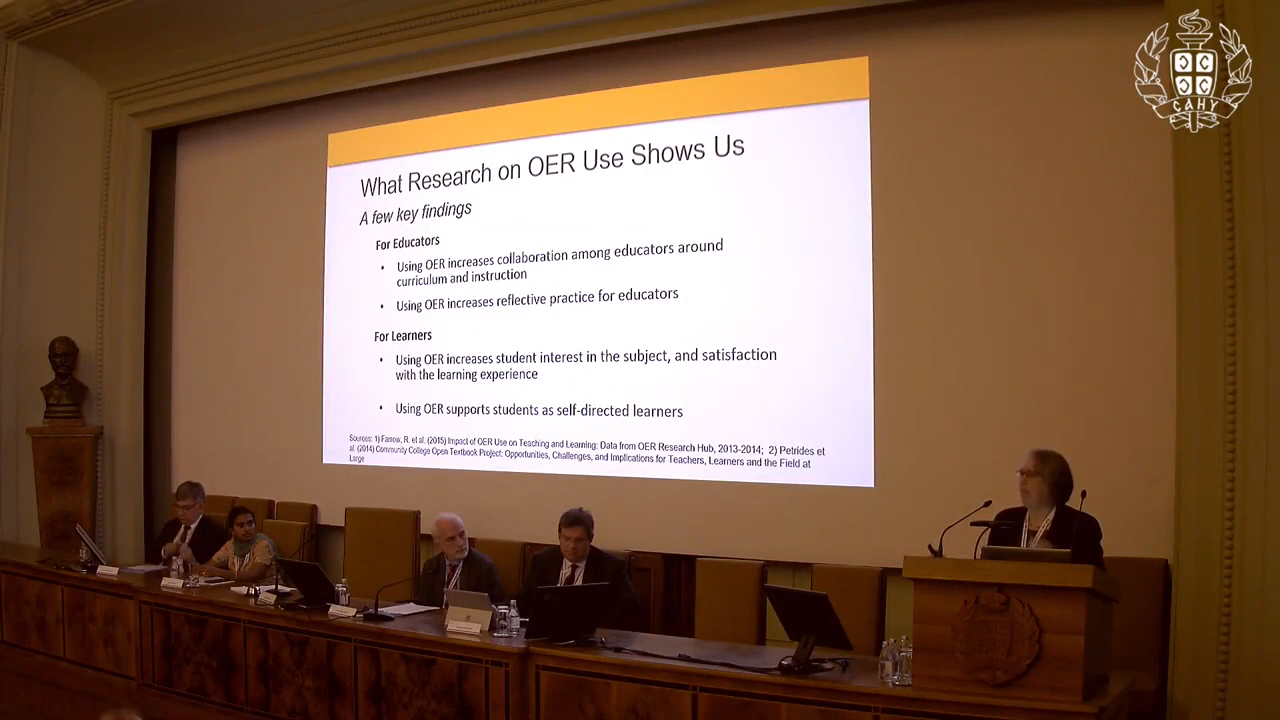 What Research on OER Use Shows Us
A few key findings
For Educators
• Using OER increases collaboration among educators around
curriculum and instruction
• Using OER increases reflective practice for educators
For Learners
• Using OER increases student interest in the subject, and satisfaction
with the learning experience
• Using OER supports students as self-directed learners
Sources: 1) Farrow, R. et al. (2015) Impact of OER Use on Teaching and Learning: Data from OER Research Hub, 2013-2014; 2) Petrides et
al. (2014) Community College Open Textbook Project: Opportunities, Challenges, and Implications for Teachers, Learners and the Field at
Large
САНУ